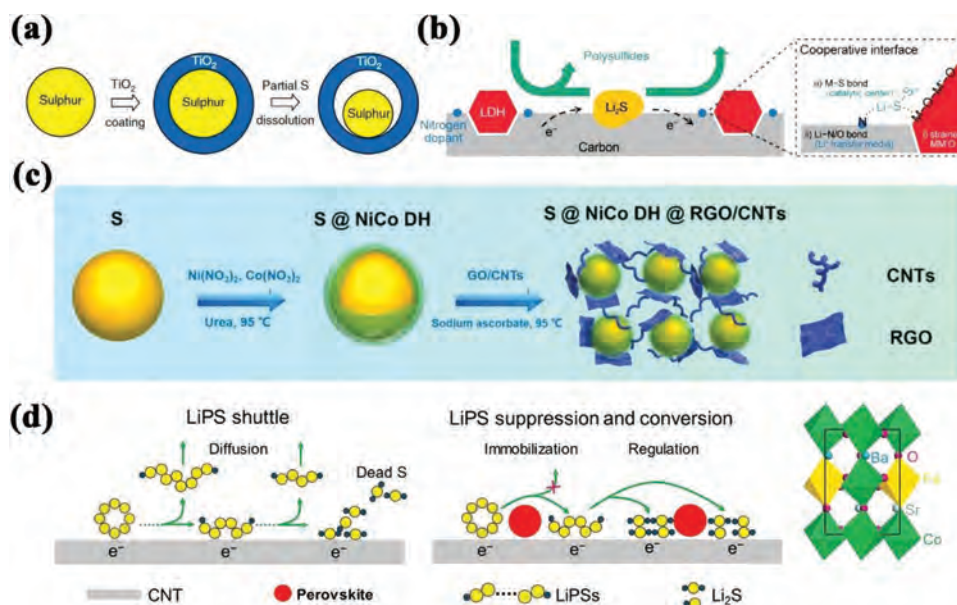 (a)
TiO2
Sulphur
TiO2
coating
Sulphur
Partial S
dissolution
TiO2
Sulphur
(b)
Polysulfides
LDH
Li2S
Nitrogen
dopant
e−
e−
Carbon
Cooperative interface
ii) M−S bond
(catalytic center)
Li−S
N
ii) Li−N/O bond
(Li+ transfer media)
(c)
S
Ni(NO3)2, Co(NO3)2
Urea, 95 °C
S @ NiCo DH
GO/CNTs
Sodium ascorbate, 95 °C
S @ NiCo DH @ RGO/CNTs
CNTs
RGO
(d)
LiPS shuttle
Diffusion
Dead S
e− e− e−
LiPS suppression and conversion
Immobilization
Regulation
e− e− e− e−
Ba
O
Sr
Co
CNT
Perovskite
LiPSs
Li2S